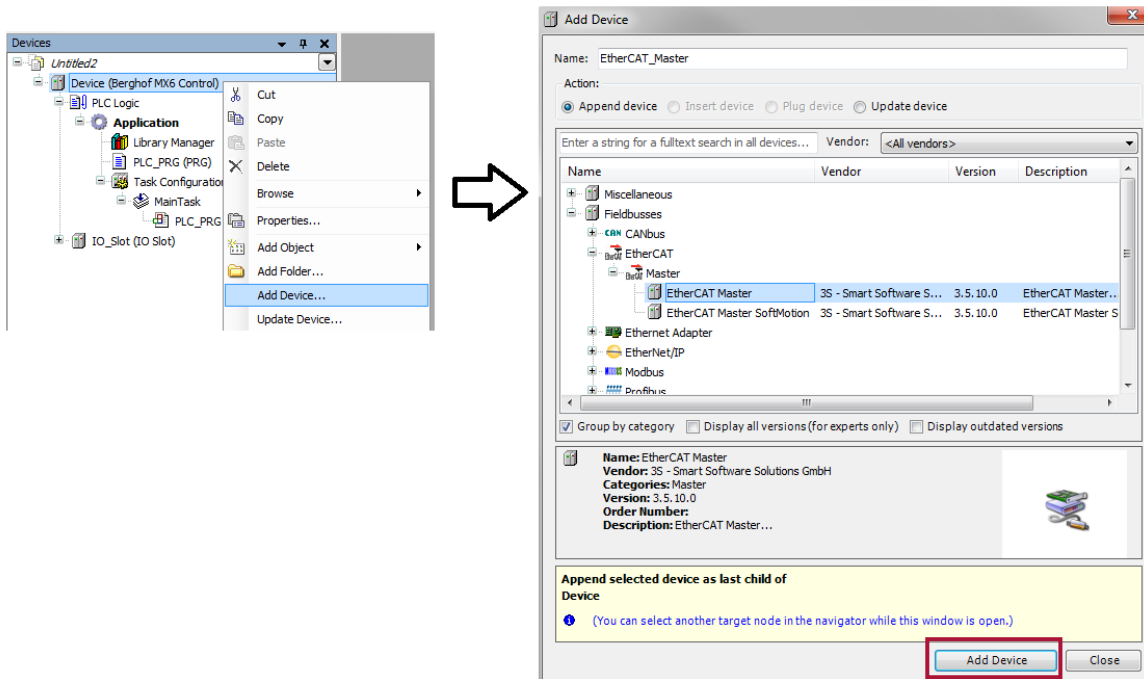 Devices
Untitled2
Device (Berghof MX6 Control)
PLC Logic
Application
Library Manager
PLC_PRG (PRG)
Task Configuration
MainTask
PLC_PRG
IO_Slot (IO Slot)
Cut
Copy
Paste
Delete
Browse
Properties...
Add Object
Add Folder...
Add Device...
Update Device...
Add Device
Name: EtherCAT_Master
Action:
Append device Insert device Plug device Update device
Enter a string for a fulltext search in all devices... Vendor: <All vendors>
Name Vendor Version Description
Miscellaneous
Fieldbusses
CAN CANbus
EtherCAT
Master
EtherCAT Master 3S - Smart Software S... 3.5.10.0 EtherCAT Master...
EtherCAT Master SoftMotion 3S - Smart Software S... 3.5.10.0 EtherCAT Master S
Ethernet Adapter
EtherNet/IP
Modbus
Profibus
Group by category Display all versions (for experts only) Display outdated versions
Name: EtherCAT Master
Vendor: 3S - Smart Software Solutions GmbH
Categories: Master
Version: 3.5.10.0
Order Number:
Description: EtherCAT Master...
Append selected device as last child of
Device
(You can select another target node in the navigator while this window is open.)
Add Device Close